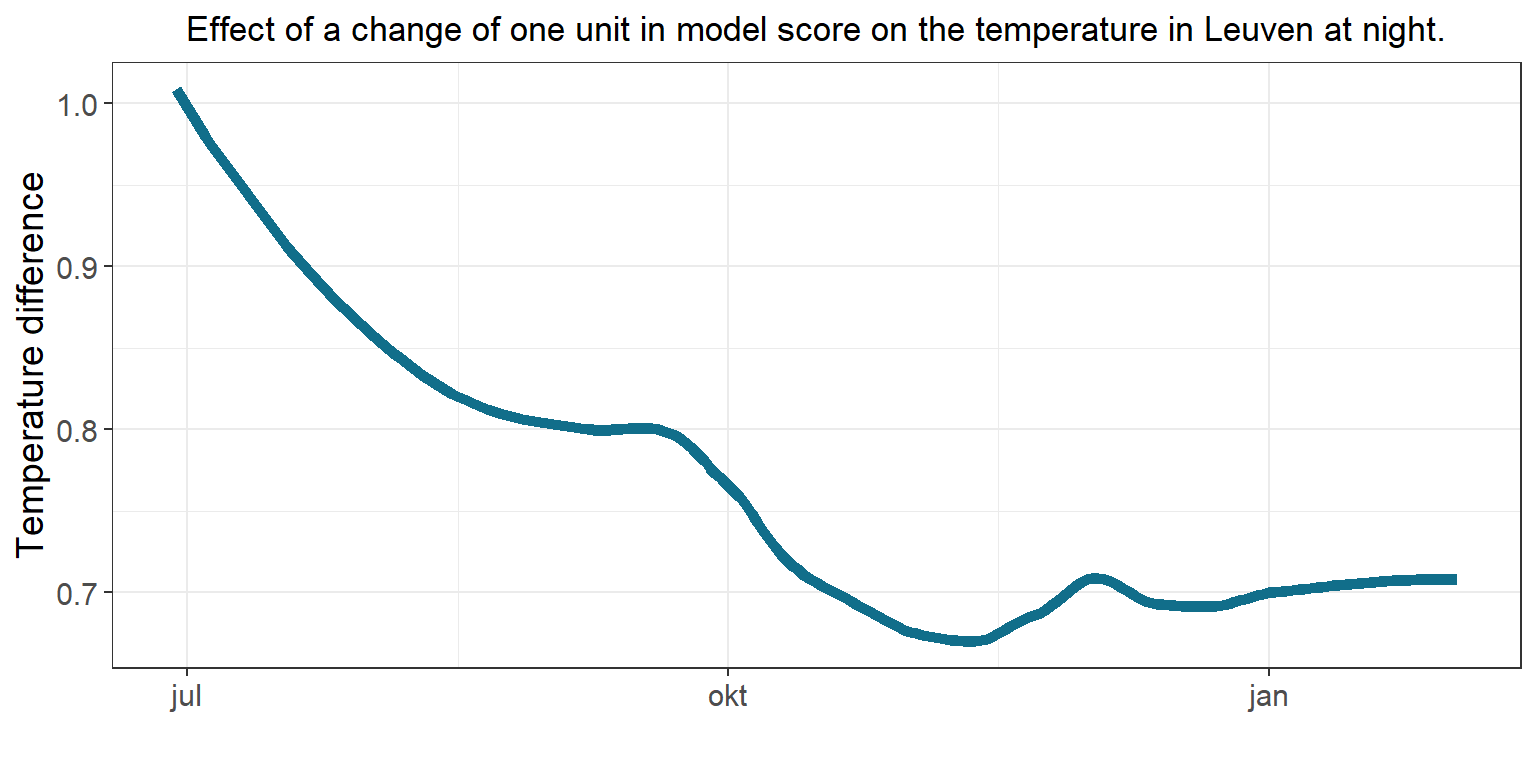 Effect of a change of one unit in model score on the temperature in Leuven at night.
Temperature difference
1.0
0.9
0.8
0.7
jul
okt
jan